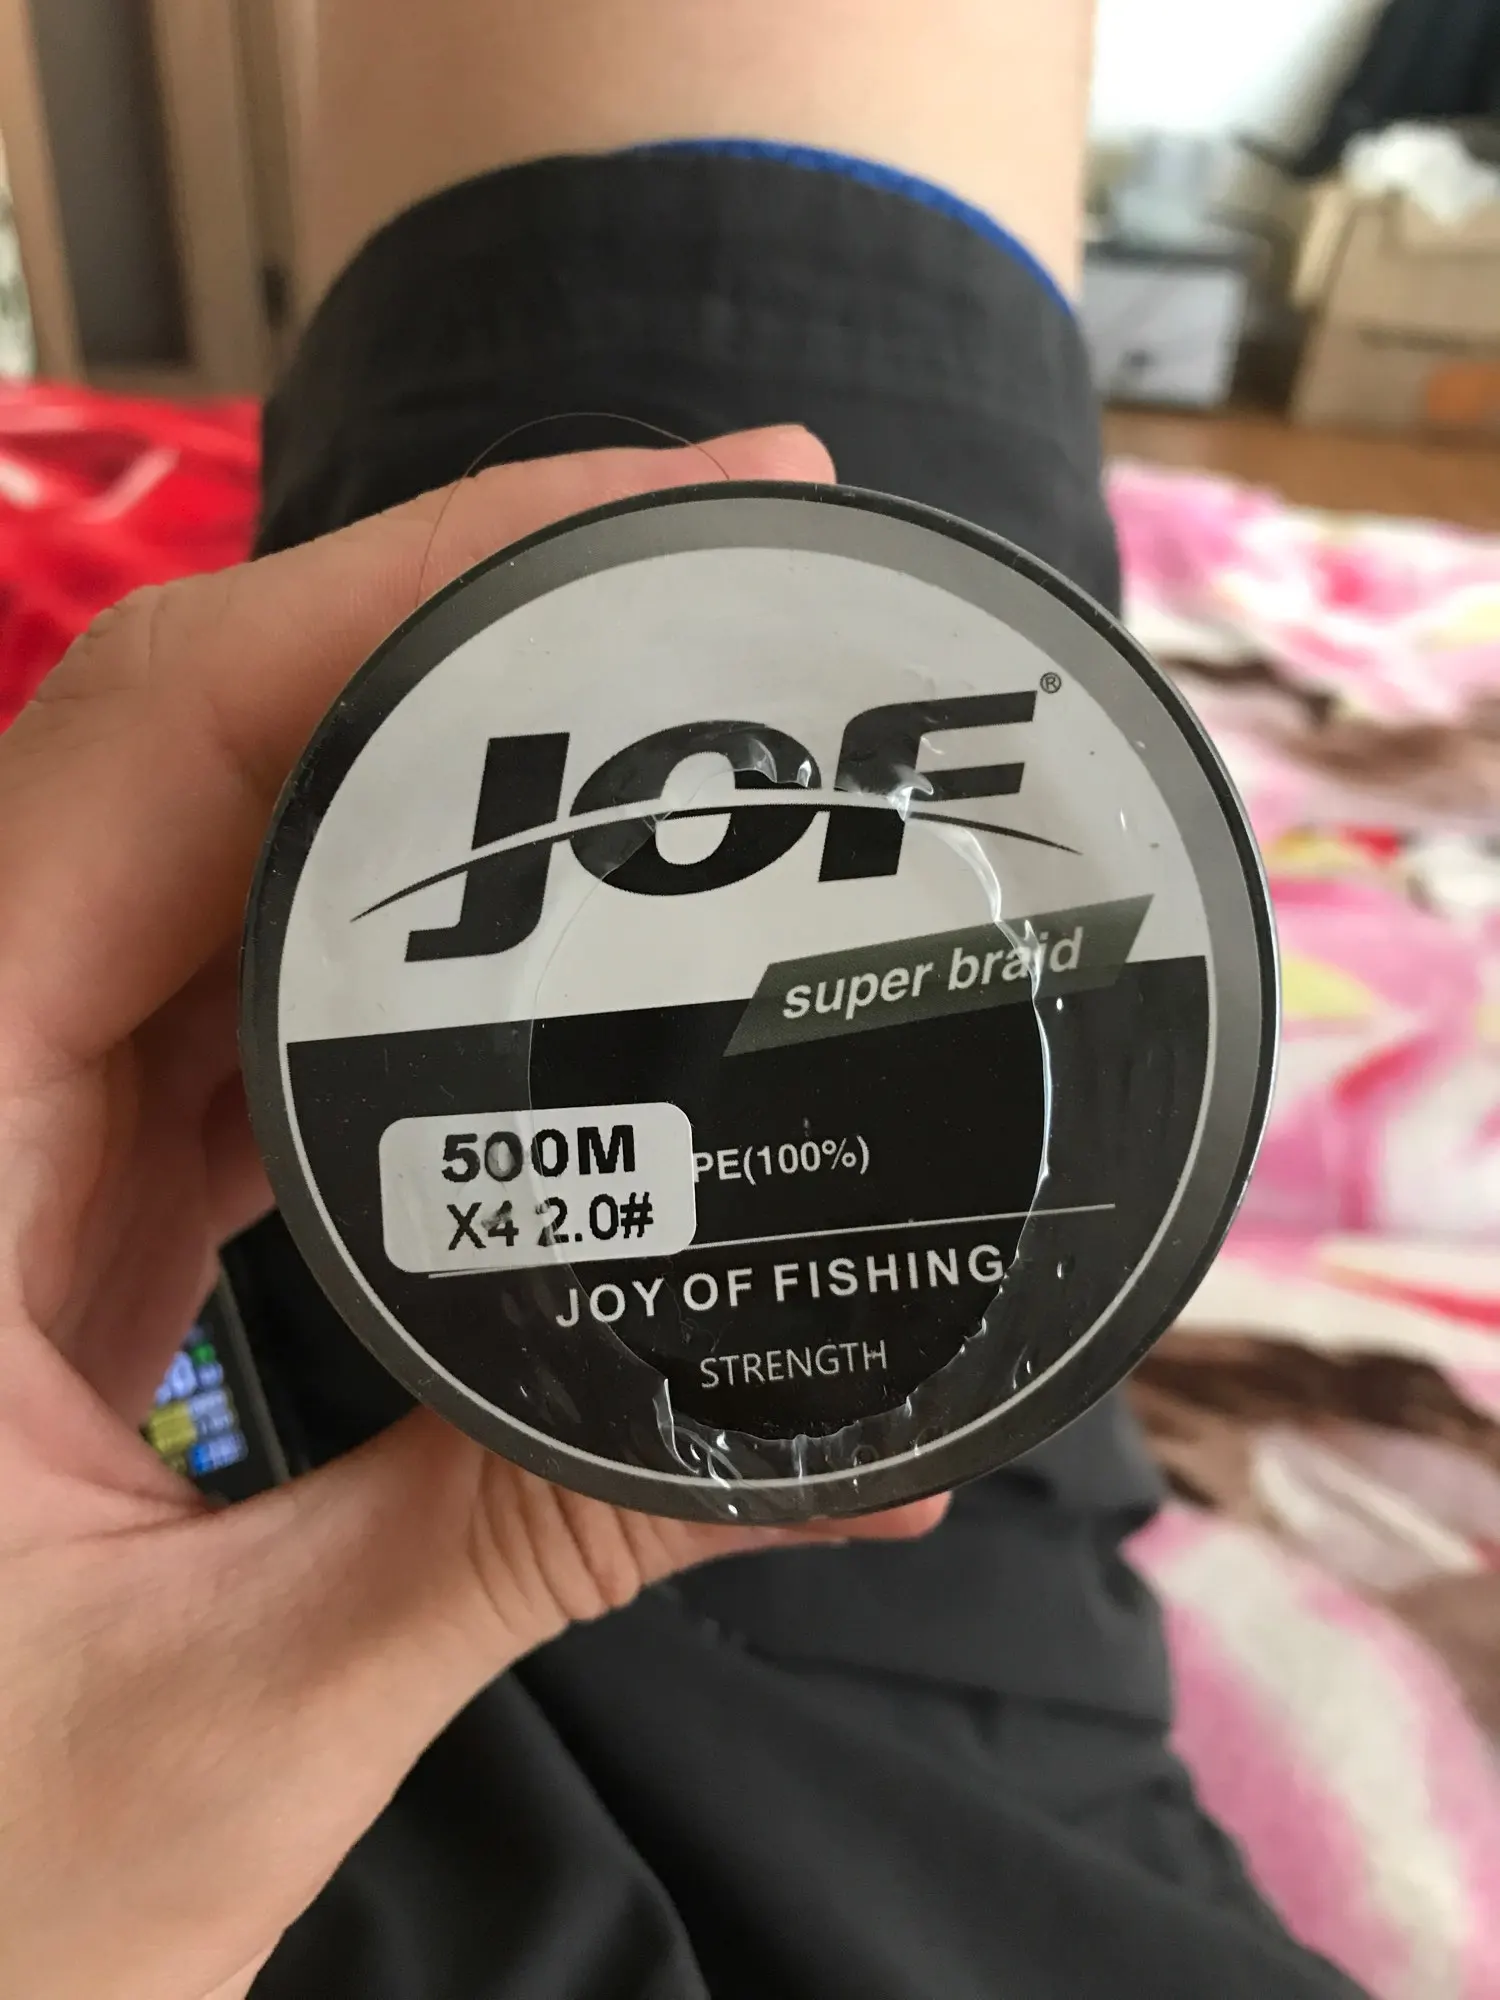 JOF®
super braid
500M
X4 2.0#
PE(100%)
JOY OF FISHING
STRENGTH